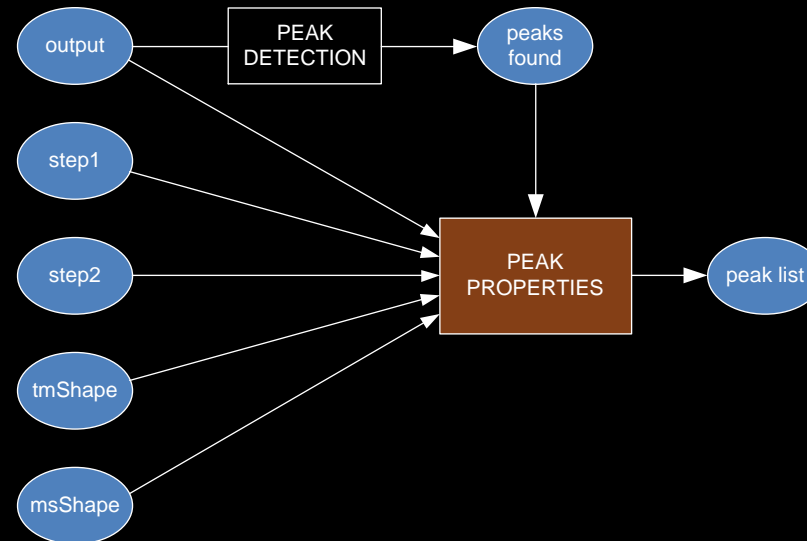 output
PEAK
DETECTION
peaks
found
step1
step2
PEAK
PROPERTIES
peak list
tmShape
msShape